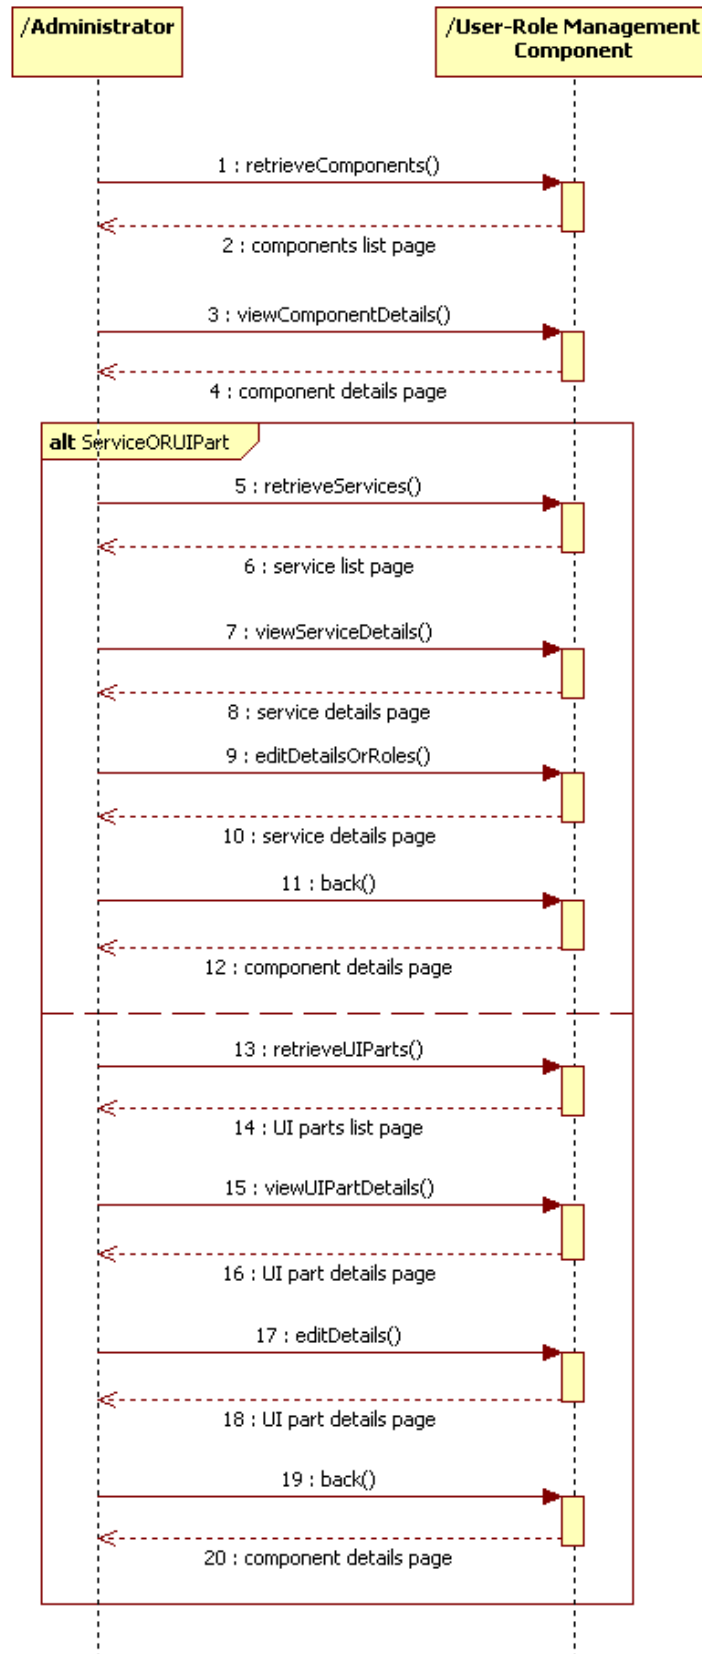 /Administrator
/User-Role Management
Component
1 : retrieveComponents()
2 : components list page
3 : viewComponentDetails()
4 : component details page
alt ServiceORUIPart
5 : retrieveServices()
6 : service list page
7 : viewServiceDetails()
8 : service details page
9 : editDetailsOrRoles()
10 : service details page
11 : back()
12 : component details page
13 : retrieveUIParts()
14 : UI parts list page
15 : viewUIPartDetails()
16 : UI part details page
17 : editDetails()
18 : UI part details page
19 : back()
20 : component details page